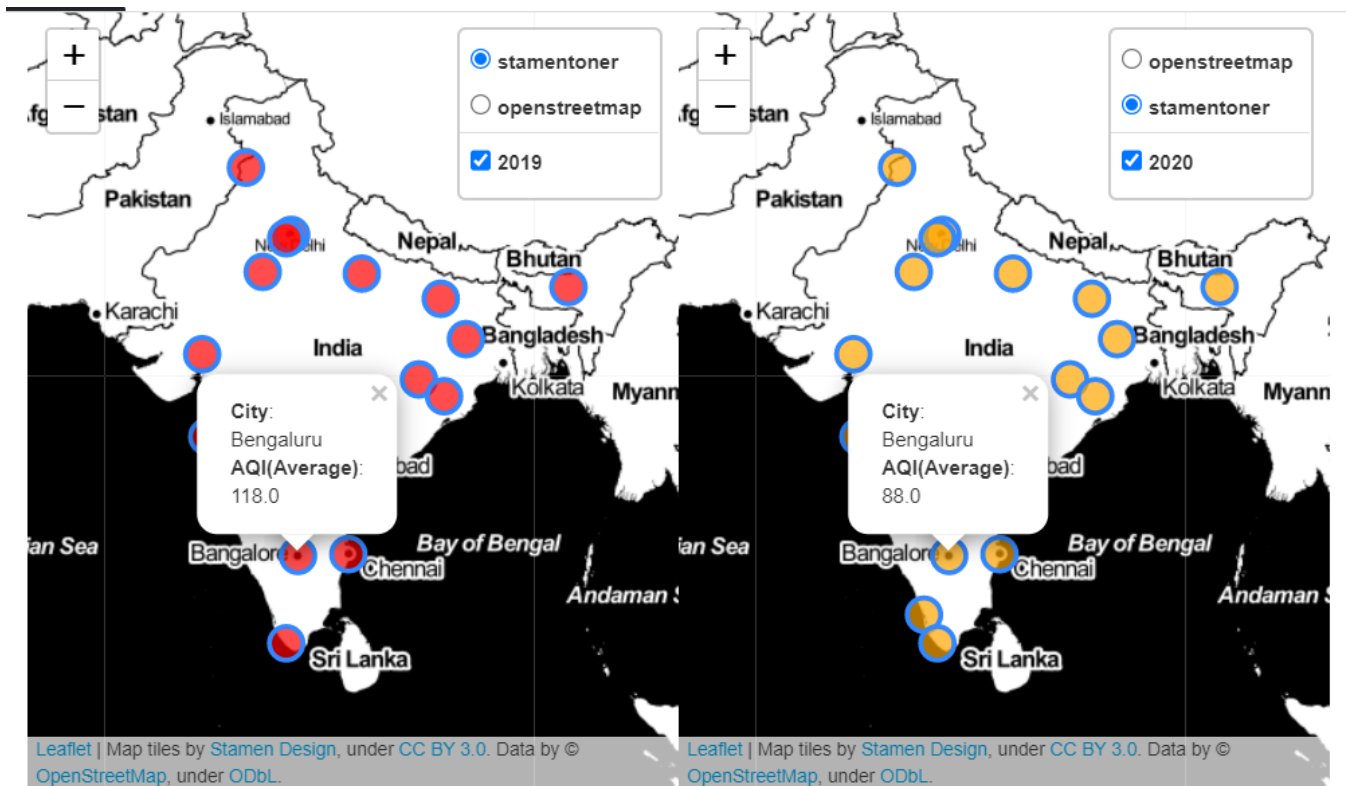 +
−
stamentoner
openstreetmap
2019
stan
Islamabad
Pakistan
Nepal
Bhutan
Karachi
India
Bangladesh
Kolkata
City:
Bengaluru
AQI(Average):
118.0
×
bad
Bangalore
Bay of Bengal
Chennai
Andaman
Sri Lanka
Leaflet | Map tiles by Stamen Design, under CC BY 3.0. Data by ©
OpenStreetMap, under ODbL.
+
−
openstreetmap
stamentoner
2020
stan
Islamabad
Pakistan
Nepal
Bhutan
Karachi
India
Bangladesh
Kolkata
City:
Bengaluru
AQI(Average):
88.0
×
bad
Bangalore
Bay of Bengal
Chennai
Andaman
Sri Lanka
Leaflet | Map tiles by Stamen Design, under CC BY 3.0. Data by ©
OpenStreetMap, under ODbL.